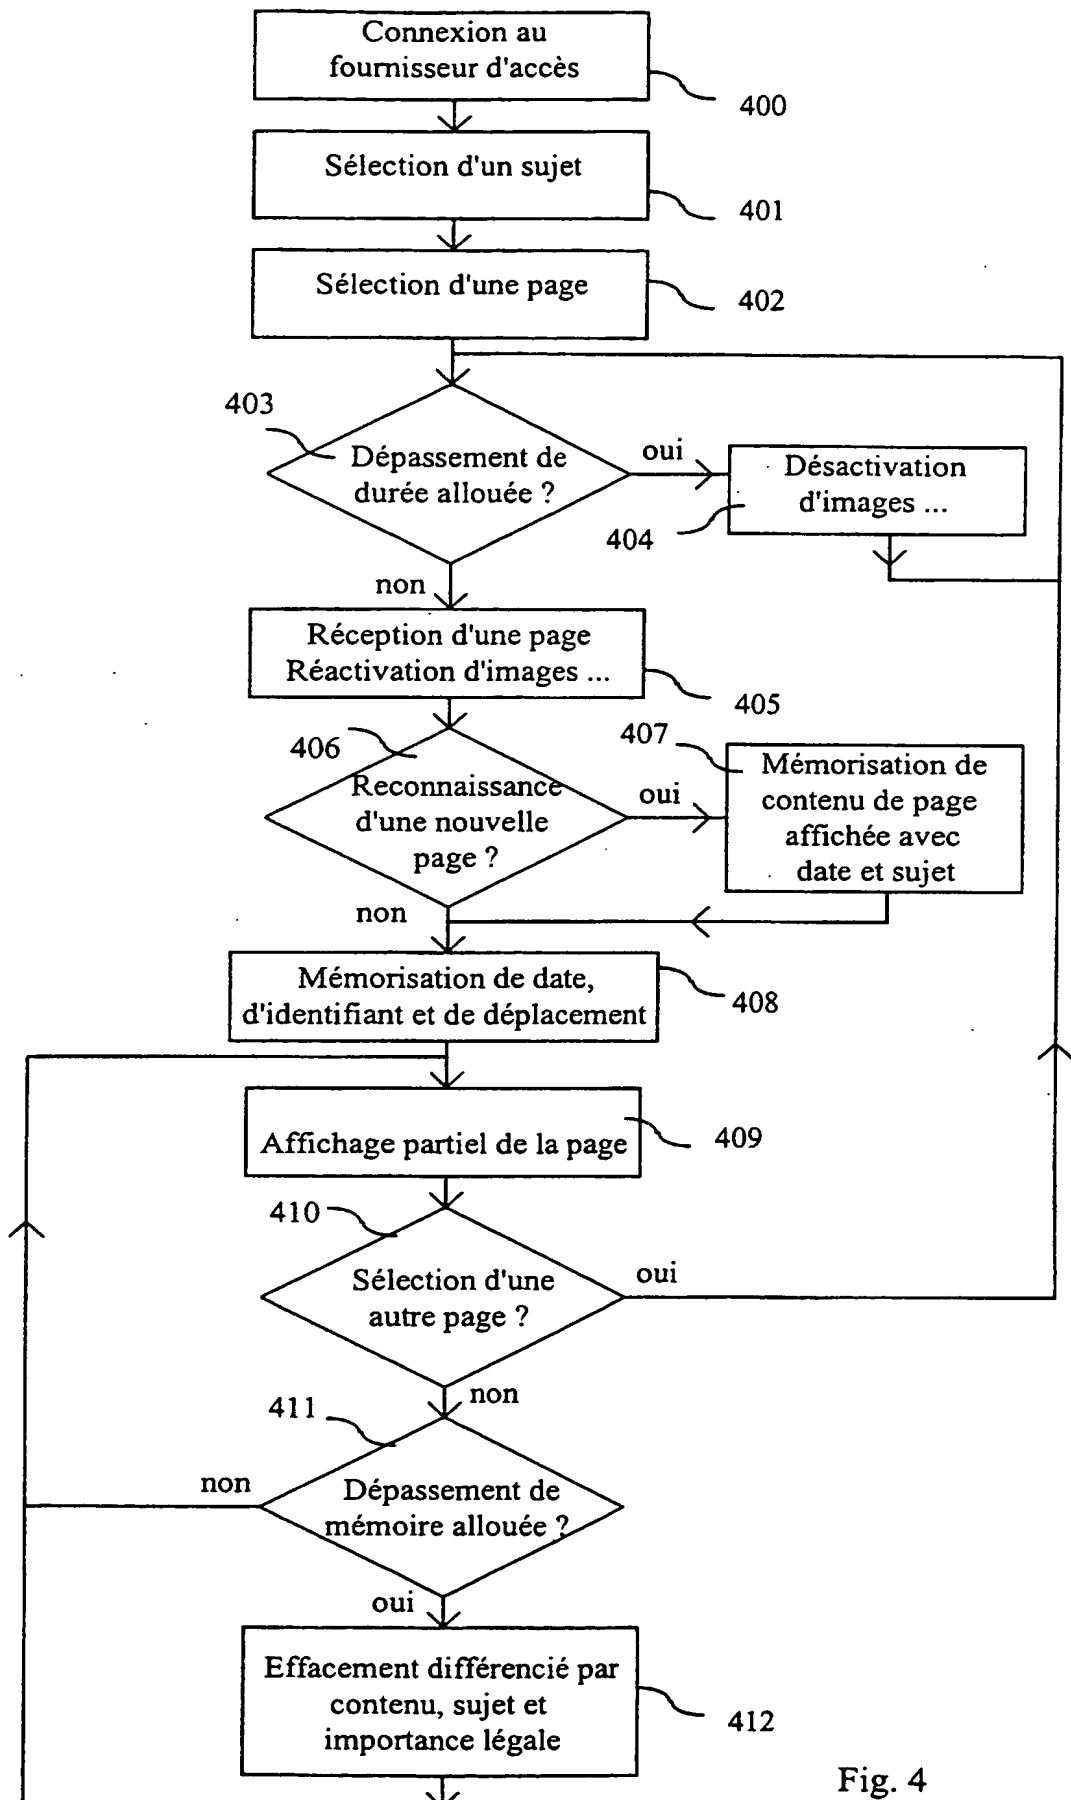 Connexion au
fournisseur d'accès
400
Sélection d'un sujet
401
Sélection d'une page
402
403
Dépassement de
durée allouée ?
oui
Désactivation
d'images ...
404
non
Réception d'une page
Réactivation d'images ...
405
406
Reconnaissance
d'une nouvelle
page ?
oui
407
Mémorisation de
contenu de page
affichée avec
date et sujet
non
Mémorisation de date,
d'identifiant et de déplacement
408
Affichage partiel de la page
409
410
Sélection d'une
autre page ?
oui
non
411
Dépassement de
mémoire allouée ?
non
oui
Effacement différencié par
contenu, sujet et
importance légale
412
Fig. 4